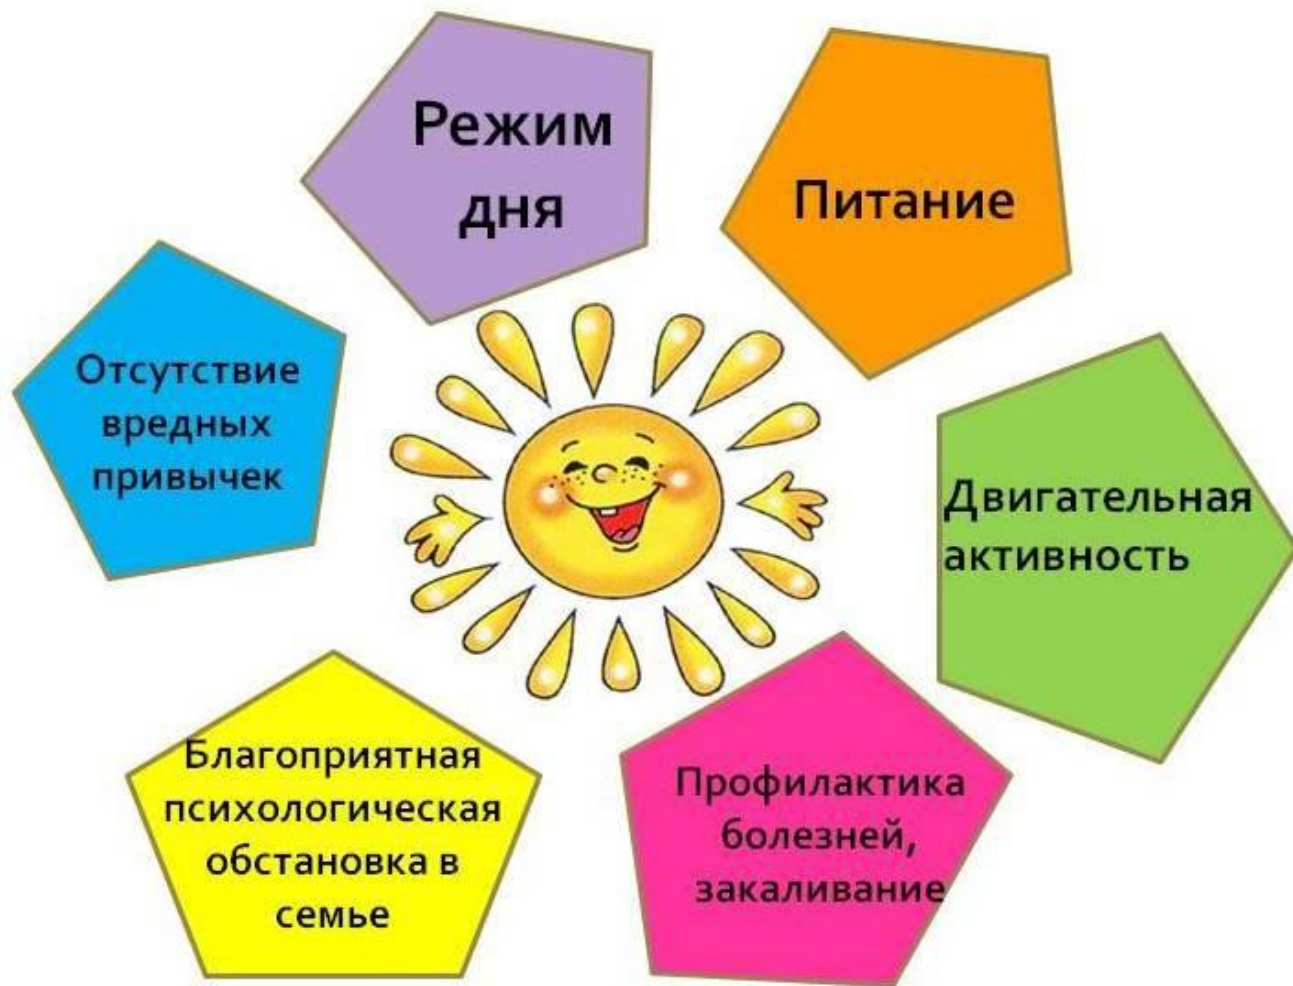 Режим
дня
Питание
Отсутствие
вредных
привычек
Двигательная
активность
Благоприятная
психологическая
обстановка в
семье
Профилактика
болезней,
закаливание